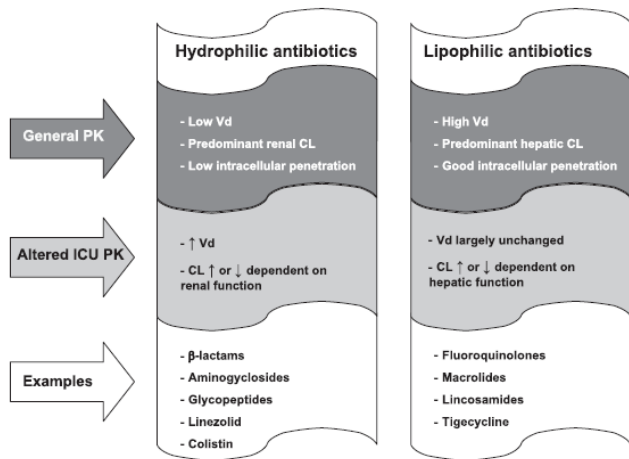 Hydrophilic antibiotics
Lipophilic antibiotics
General PK
- Low Vd
- Predominant renal CL
- Low intracellular penetration
- High Vd
- Predominant hepatic CL
- Good intracellular penetration
Altered ICU PK
- ↑ Vd
- CL ↑ or ↓ dependent on
renal function
- Vd largely unchanged
- CL ↑ or ↓ dependent on
hepatic function
Examples
- β-lactams
- Aminogyclosides
- Glycopeptides
- Linezolid
- Colistin
- Fluoroquinolones
- Macrolides
- Lincosamides
- Tigecycline